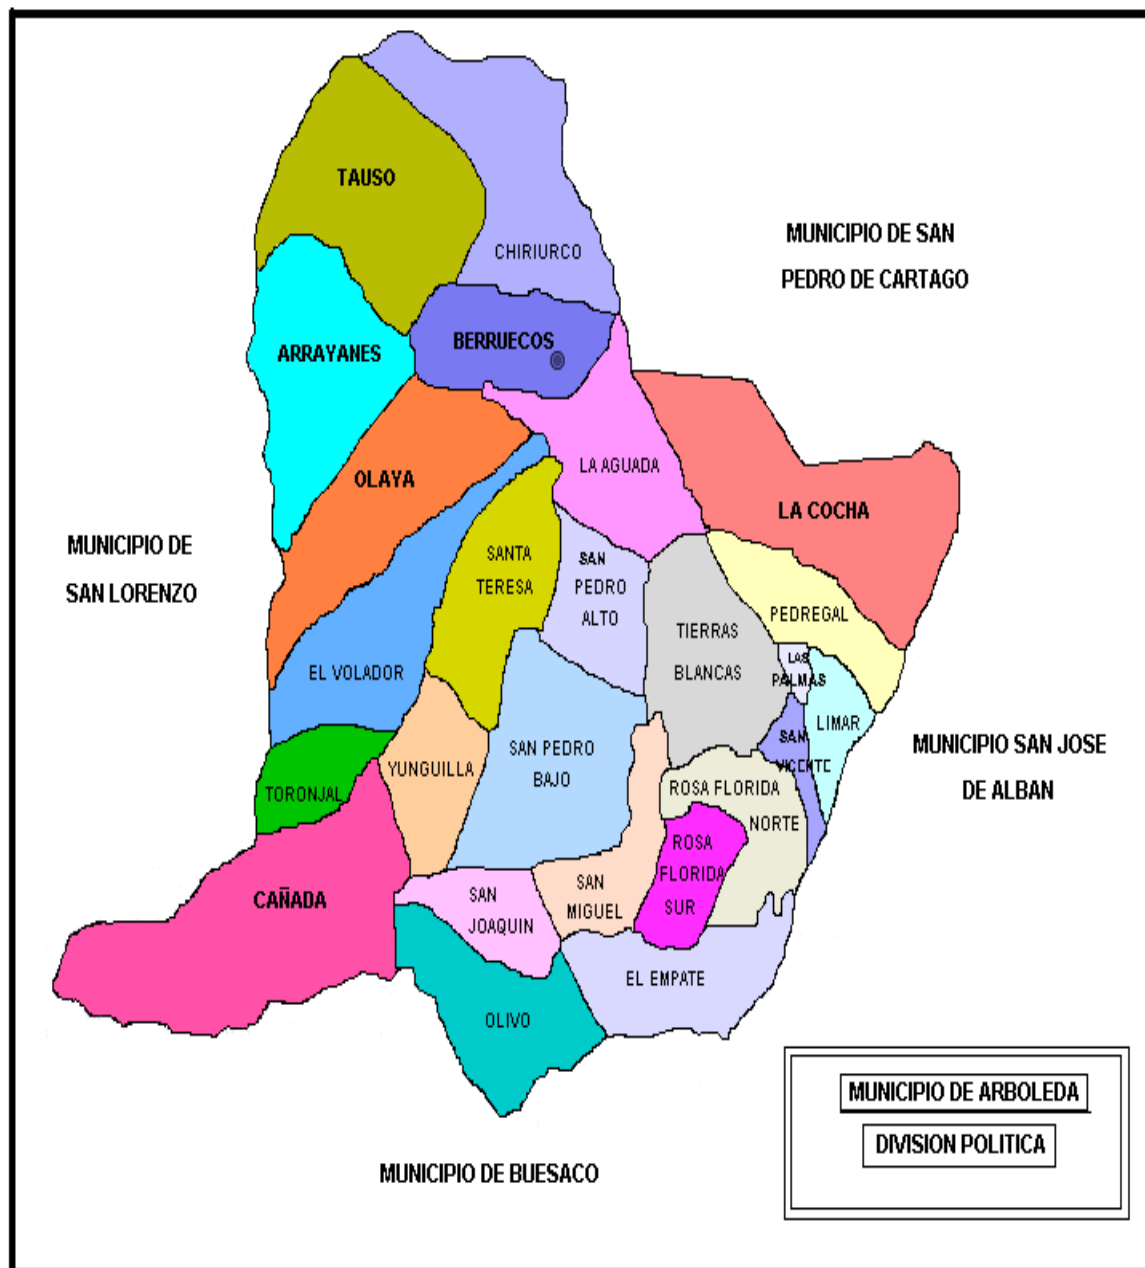 TAUSO
CHIRIURCO
MUNICIPIO DE SAN
PEDRO DE CARTAGO
BERRUECOS
ARRAYANES
OLAYA
LA AGUADA
LA COCHA
MUNICIPIO DE
SAN LORENZO
SANTA
TERESA
SAN
PEDRO
ALTO
PEDREGAL
TIERRAS
BLANCAS
LAS
PALMAS
EL VOLADOR
LIMAR
SAN
VICENTE
MUNICIPIO SAN JOSE
DE ALBAN
SAN PEDRO
BAJO
YUNGUILLA
TORONJAL
ROSA FLORIDA
NORTE
ROSA
FLORIDA
SUR
CAÑADA
SAN
JOAQUIN
SAN
MIGUEL
EL EMPATE
OLIVO
MUNICIPIO DE ARBOLEDA
DIVISION POLITICA
MUNICIPIO DE BUESACO